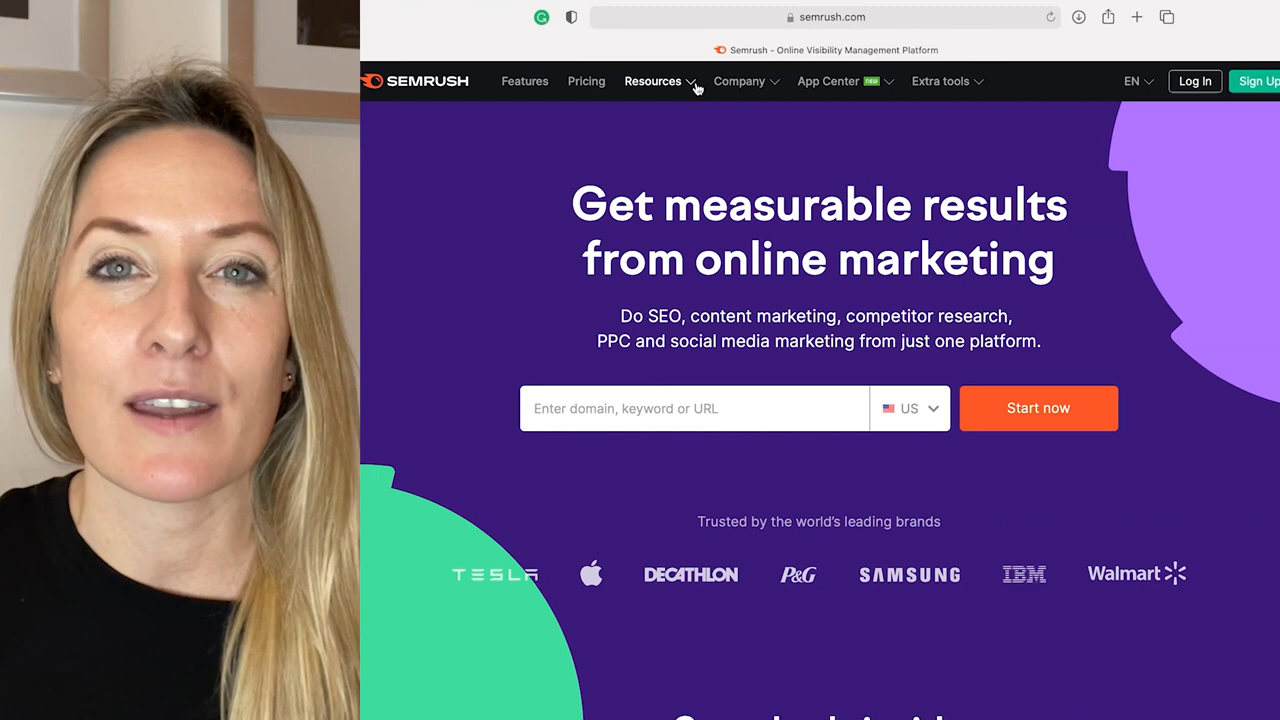 semrush.com
Semrush - Online Visibility Management Platform
SEMRUSH Features Pricing Resources Company App Center new Extra tools EN Log In Sign Up
Get measurable results
from online marketing
Do SEO, content marketing, competitor research,
PPC and social media marketing from just one platform.
Enter domain, keyword or URL US Start now
Trusted by the world's leading brands
TESLA DECATHLON P&G SAMSUNG IBM Walmart